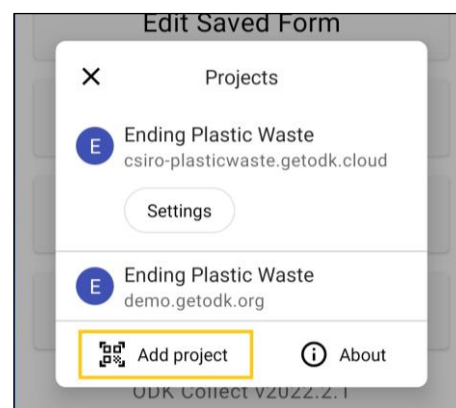 Edit Saved Form
Projects
E
Ending Plastic Waste
csiro-plasticwaste.getodk.cloud
Settings
E
Ending Plastic Waste
demo.getodk.org
Add project
About
ODK Collect v2022.2.1